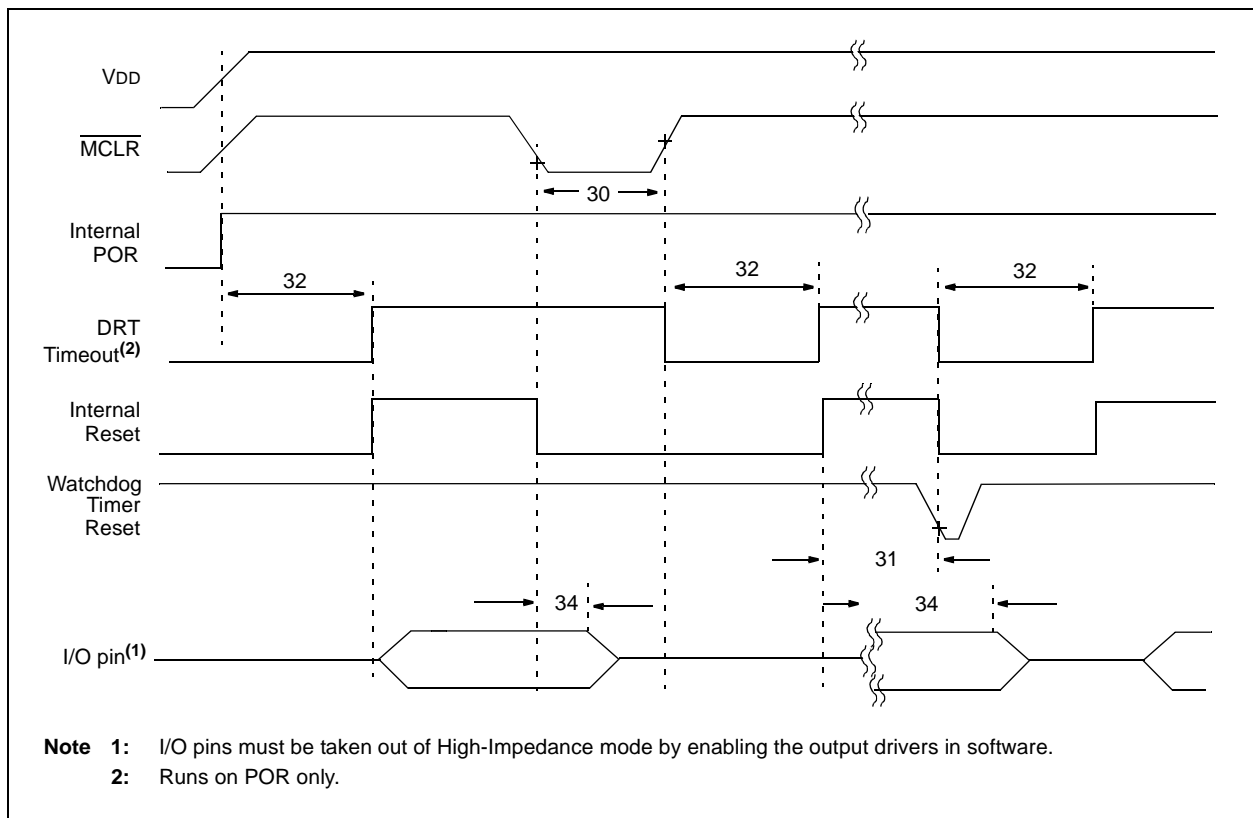 VDD
MCLR
30
Internal
POR
32
32
32
DRT
Timeout(2)
Internal
Reset
Watchdog
Timer
Reset
31
34
34
I/O pin(1)
Note 1: I/O pins must be taken out of High-Impedance mode by enabling the output drivers in software.
2: Runs on POR only.